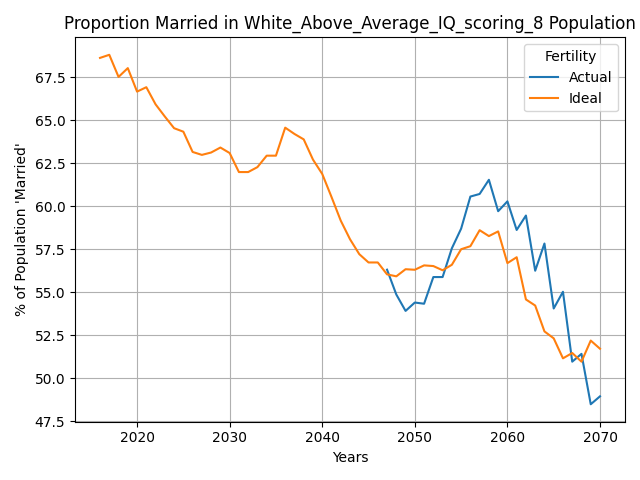 Proportion Married in White_Above_Average_IQ_scoring_8 Population
Fertility
Actual
Ideal
% of Population 'Married'
67.5
65.0
62.5
60.0
57.5
55.0
52.5
50.0
47.5
2020
2030
2040
2050
2060
2070
Years